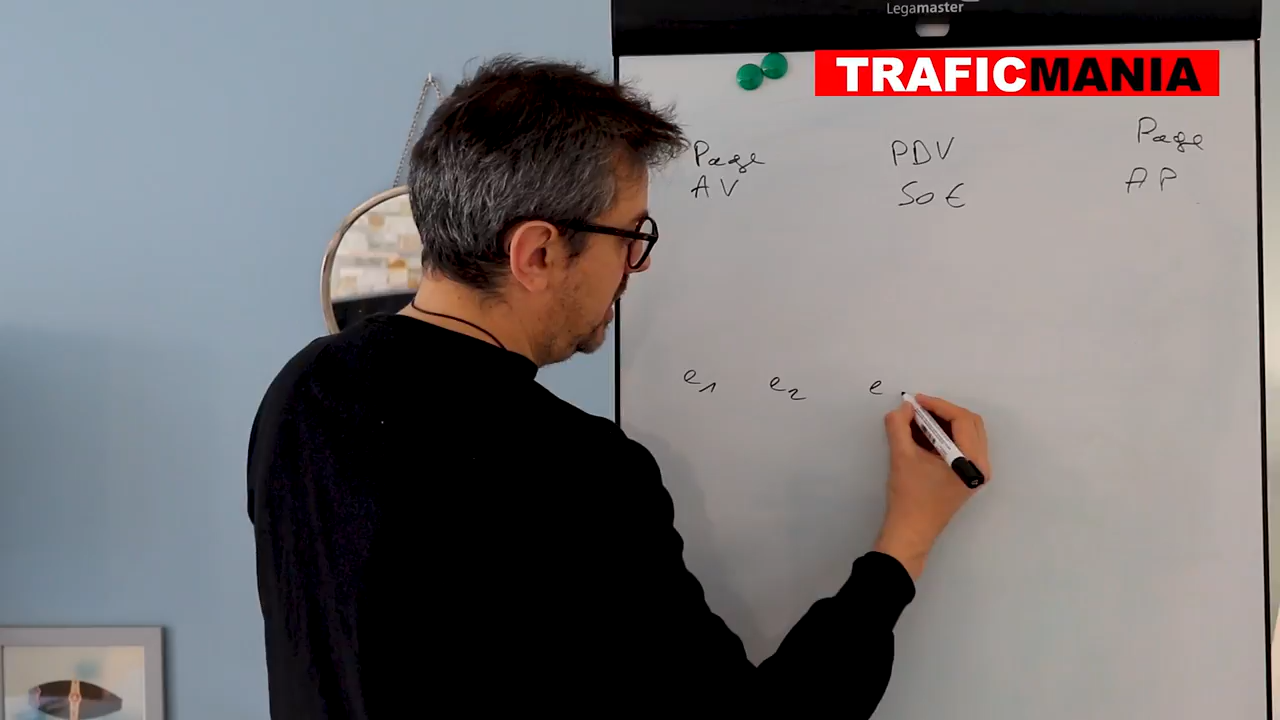 Legamaster
TRAFICMANIA
Page PDV Page
AV 50€ AP
e1 e2 e